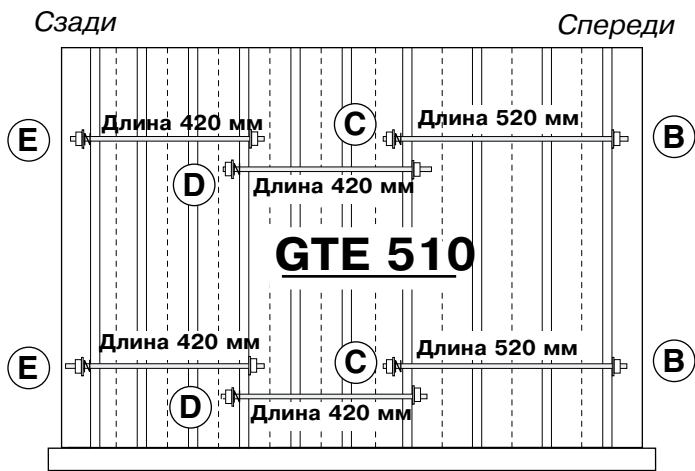 Сзади
Спереди
Длина 420 мм
C
Длина 520 мм
E
B
D
Длина 420 мм
GTE 510
Длина 420 мм
C
Длина 520 мм
E
B
D
Длина 420 мм